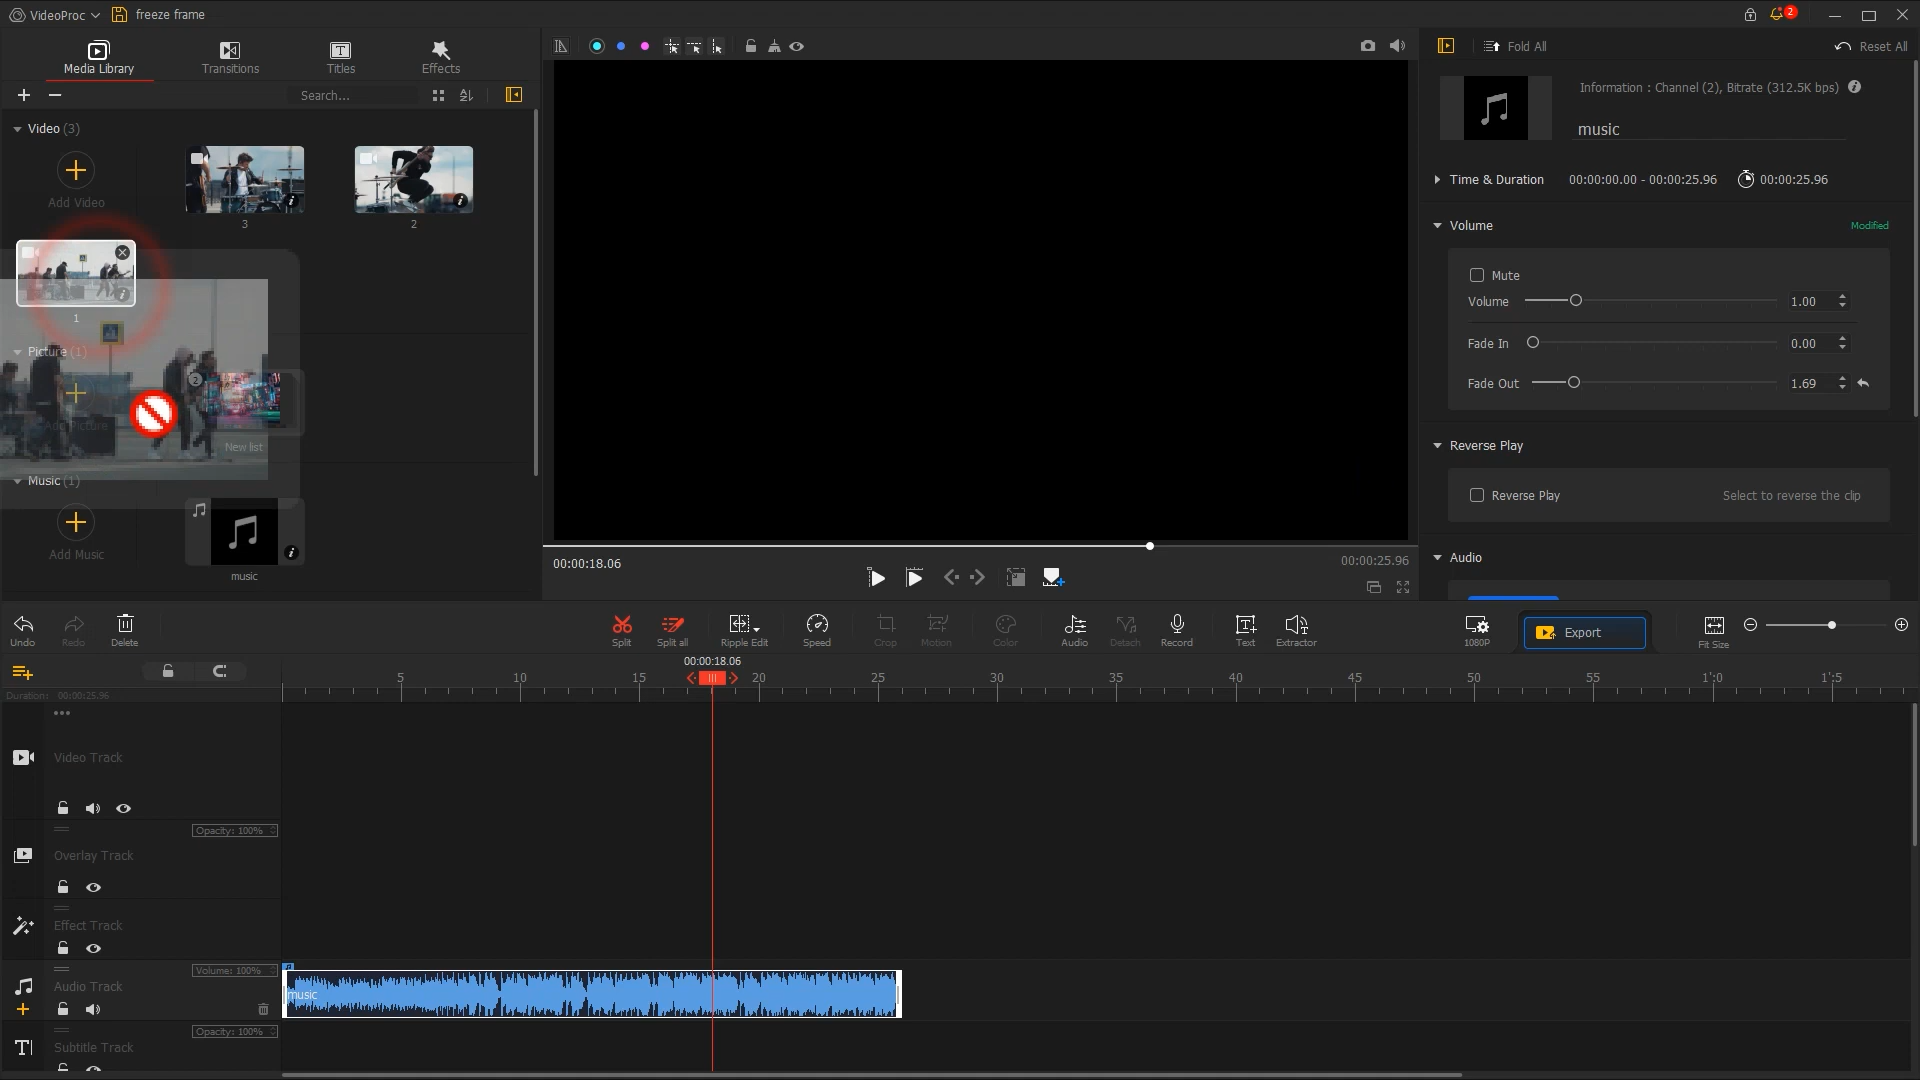 VideoProc freeze frame 2
Media Library Transitions Titles Effects
Fold All Reset All
Search...
Information : Channel (2), Bitrate (312.5K bps)
music
Video (3)
Add Video
3 2
1
Time & Duration 00:00:00.00 - 00:00:25.96 00:00:25.96
Volume Modified
Mute
Volume 1.00
Fade In 0.00
Fade Out 1.69
Picture (1)
2
Add Picture
New list
Reverse Play
Reverse Play Select to reverse the clip
Music (1)
Add Music
music
Audio
00:00:18.06 00:00:25.96
Undo Redo Delete Split Split all Ripple Edit Speed Crop Motion Color Audio Detach Record Text Extractor 1080P Export Fit Size
00:00:18.06
5 10 15 20 25 30 35 40 45 50 55 1':0 1':5
Duration: 00:00:25.96
Video Track
Opacity: 100%
Overlay Track
Effect Track
Volume: 100%
Audio Track
music
Opacity: 100%
Subtitle Track